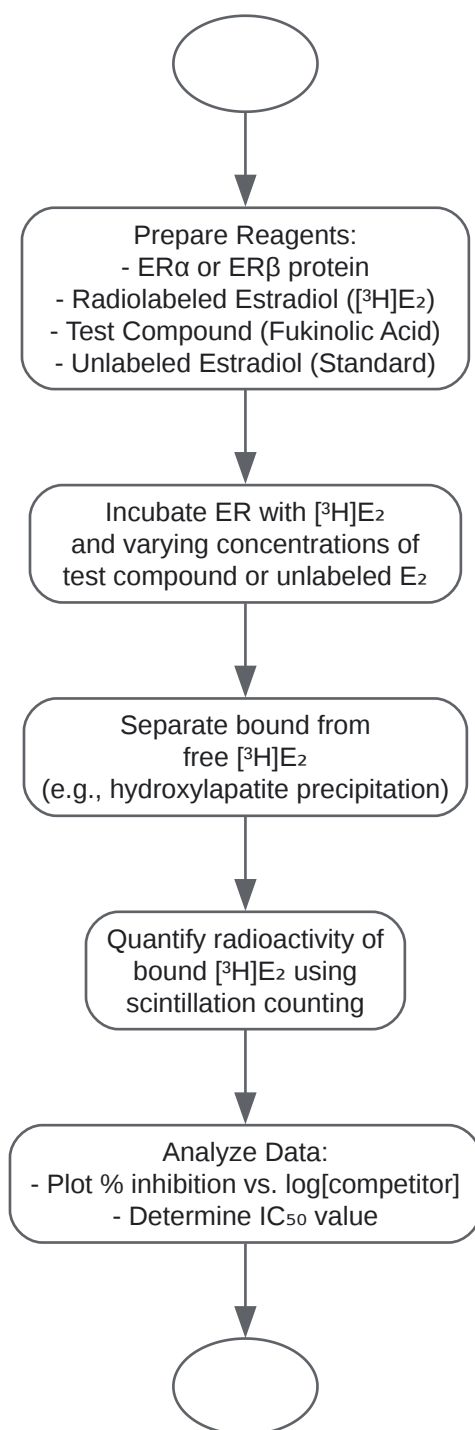 Prepare Reagents:
- ERα or ERβ protein
- Radiolabeled Estradiol ([³H]E₂)
- Test Compound (Fukinolic Acid)
- Unlabeled Estradiol (Standard)
Incubate ER with [³H]E₂
and varying concentrations of
test compound or unlabeled E₂
Separate bound from
free [³H]E₂
(e.g., hydroxylapatite precipitation)
Quantify radioactivity of
bound [³H]E₂ using
scintillation counting
Analyze Data:
- Plot % inhibition vs. log[competitor]
- Determine IC₅₀ value